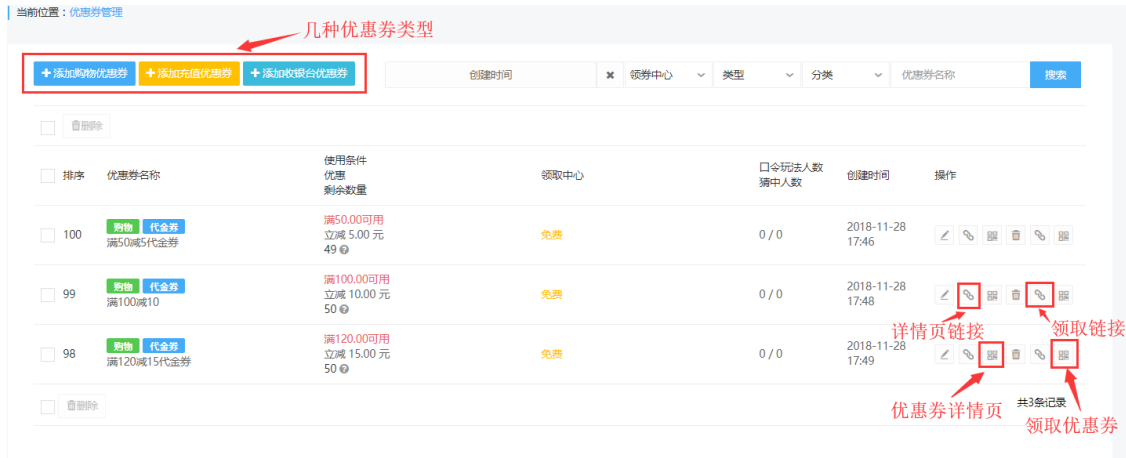 当前位置：优惠券管理
几种优惠券类型
+添加购物优惠券 +添加充值优惠券 +添加收银台优惠券 创建时间 领券中心 类型 分类 优惠券名称 搜索
删除
排序 优惠券名称 使用条件 领取中心 口令玩法人数 创建时间 操作
优惠 猜中人数
剩余数量
100 购物 代金券 满50.00可用 免费 0 / 0 2018-11-28
满50减5代金券 立减 5.00 元 17:46
49
99 购物 代金券 满100.00可用 免费 0 / 0 2018-11-28
满100减10 立减 10.00 元 17:48
50
详情页链接 领取链接
98 购物 代金券 满120.00可用 免费 0 / 0 2018-11-28
满120减15代金券 立减 15.00 元 17:49
50
删除 共3条记录
优惠券详情页
领取优惠券